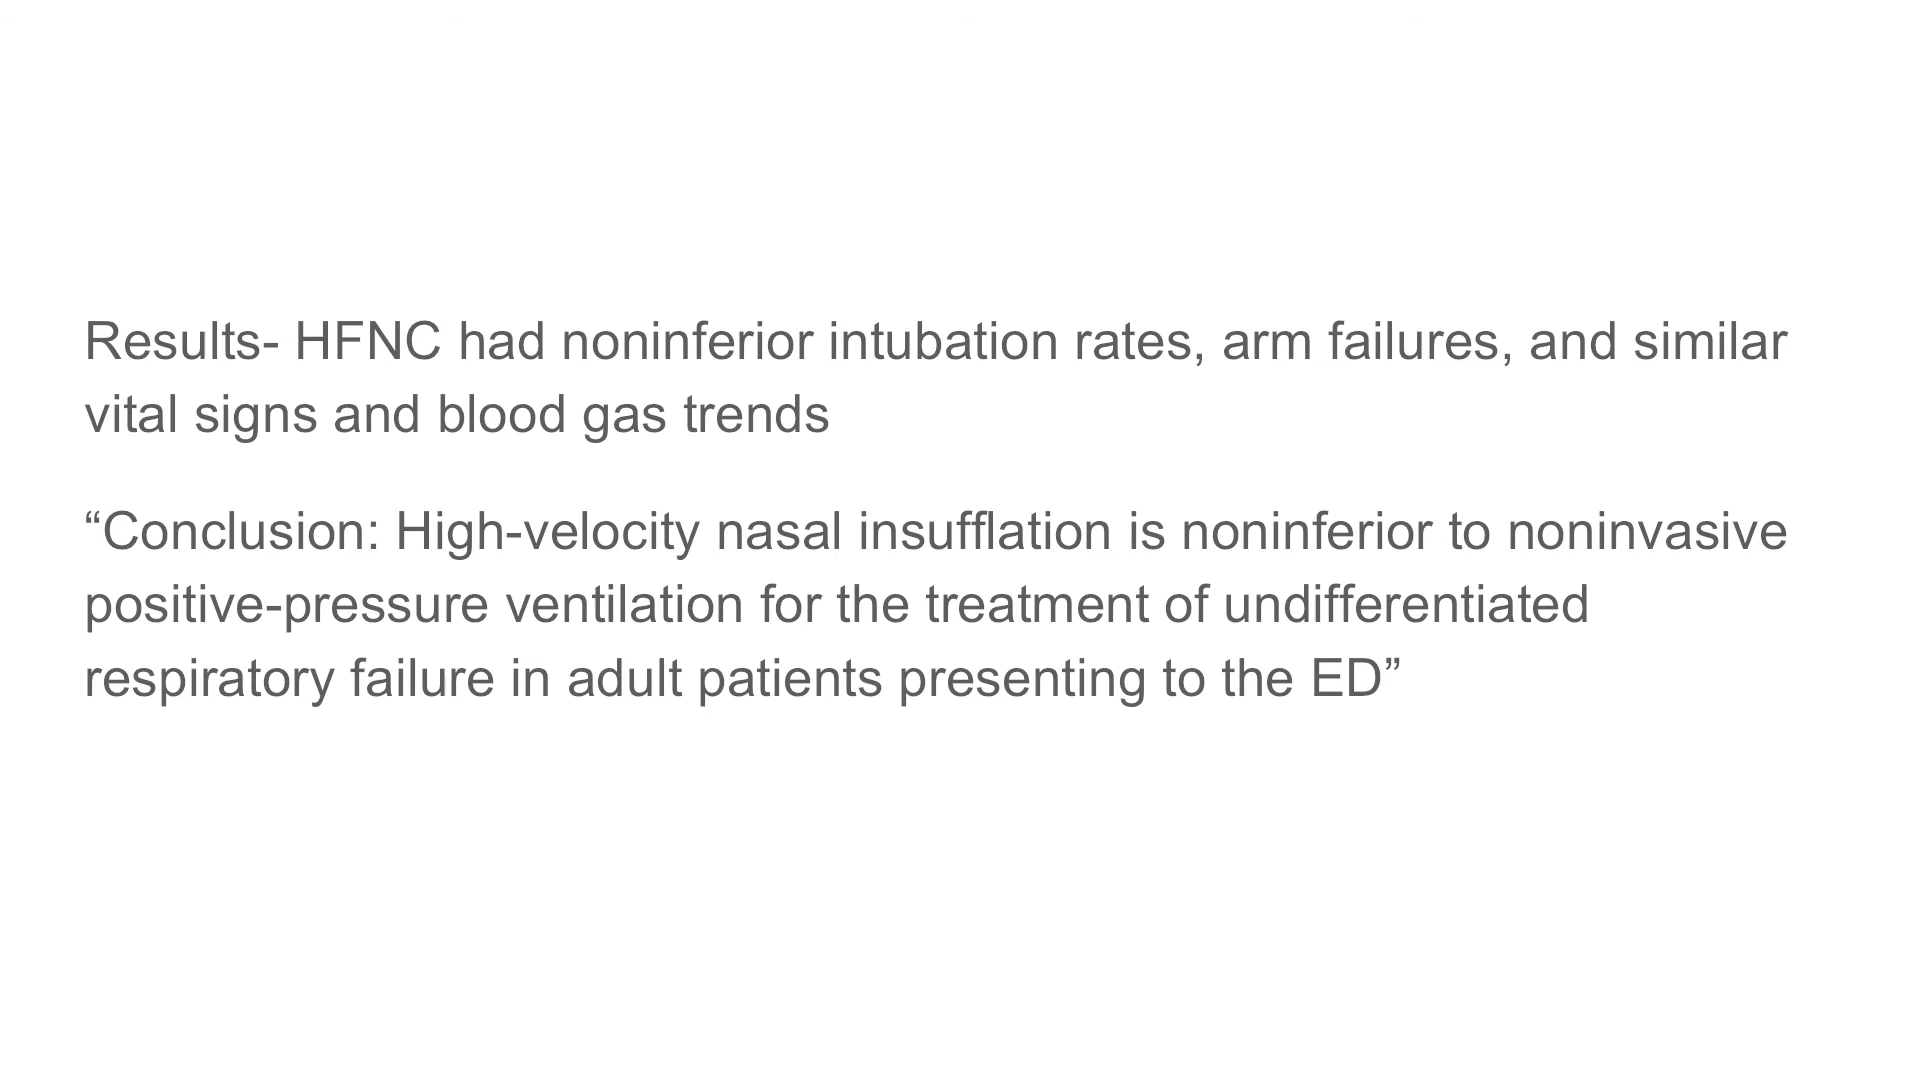 Results- HFNC had noninferior intubation rates, arm failures, and similar
vital signs and blood gas trends
“Conclusion: High-velocity nasal insufflation is noninferior to noninvasive
positive-pressure ventilation for the treatment of undifferentiated
respiratory failure in adult patients presenting to the ED”